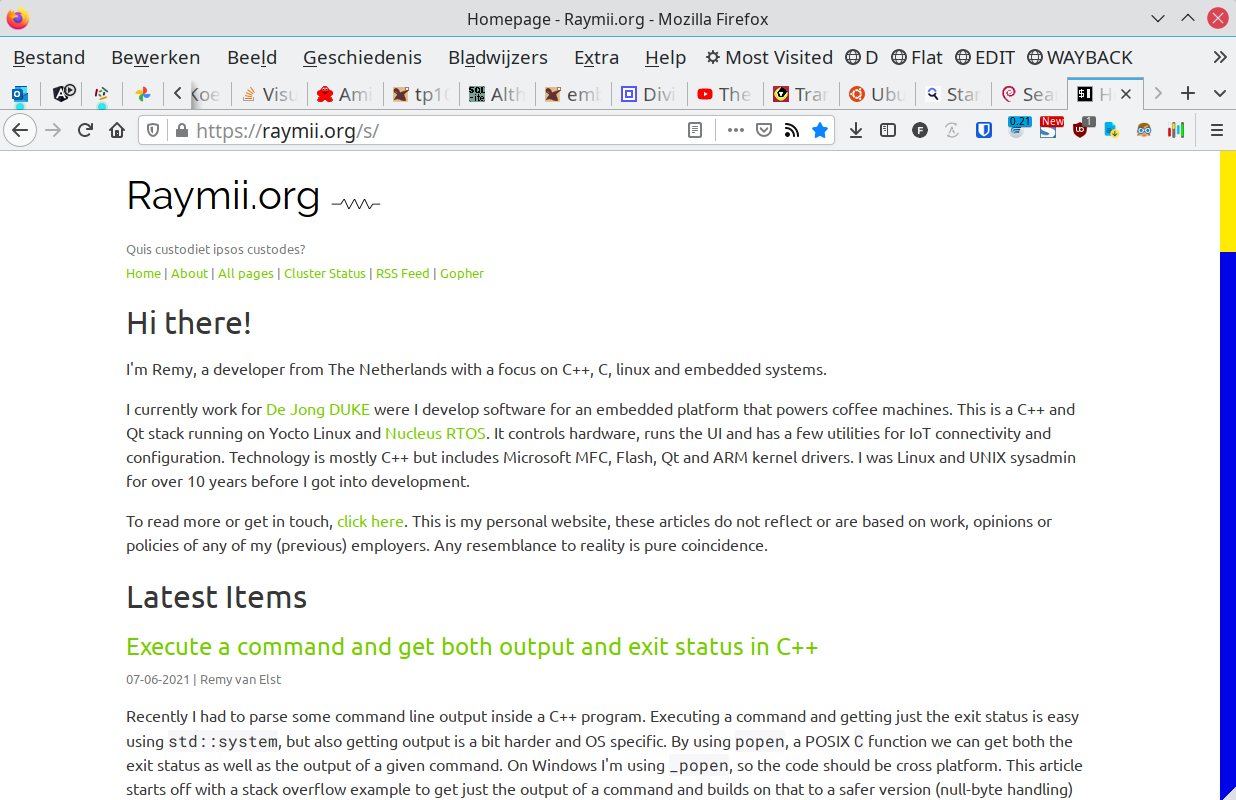 Homepage - Raymii.org - Mozilla Firefox
Bestand Bewerken Beeld Geschiedenis Bladwijzers Extra Help Most Visited D Flat EDIT WAYBACK
Visu Ami tp1 Alth emb Divi The Trar Ubu Star Sear H
https://raymii.org/s/ 0.21 New 1
Raymii.org
Quis custodiet ipsos custodes?
Home | About | All pages | Cluster Status | RSS Feed | Gopher
Hi there!
I'm Remy, a developer from The Netherlands with a focus on C++, C, linux and embedded systems.
I currently work for De Jong DUKE were I develop software for an embedded platform that powers coffee machines. This is a C++ and
Qt stack running on Yocto Linux and Nucleus RTOS. It controls hardware, runs the UI and has a few utilities for IoT connectivity and
configuration. Technology is mostly C++ but includes Microsoft MFC, Flash, Qt and ARM kernel drivers. I was Linux and UNIX sysadmin
for over 10 years before I got into development.
To read more or get in touch, click here. This is my personal website, these articles do not reflect or are based on work, opinions or
policies of any of my (previous) employers. Any resemblance to reality is pure coincidence.
Latest Items
Execute a command and get both output and exit status in C++
07-06-2021 | Remy van Elst
Recently I had to parse some command line output inside a C++ program. Executing a command and getting just the exit status is easy
using std::system, but also getting output is a bit harder and OS specific. By using popen, a POSIX C function we can get both the
exit status as well as the output of a given command. On Windows I'm using _popen, so the code should be cross platform. This article
starts off with a stack overflow example to get just the output of a command and builds on that to a safer version (null-byte handling)